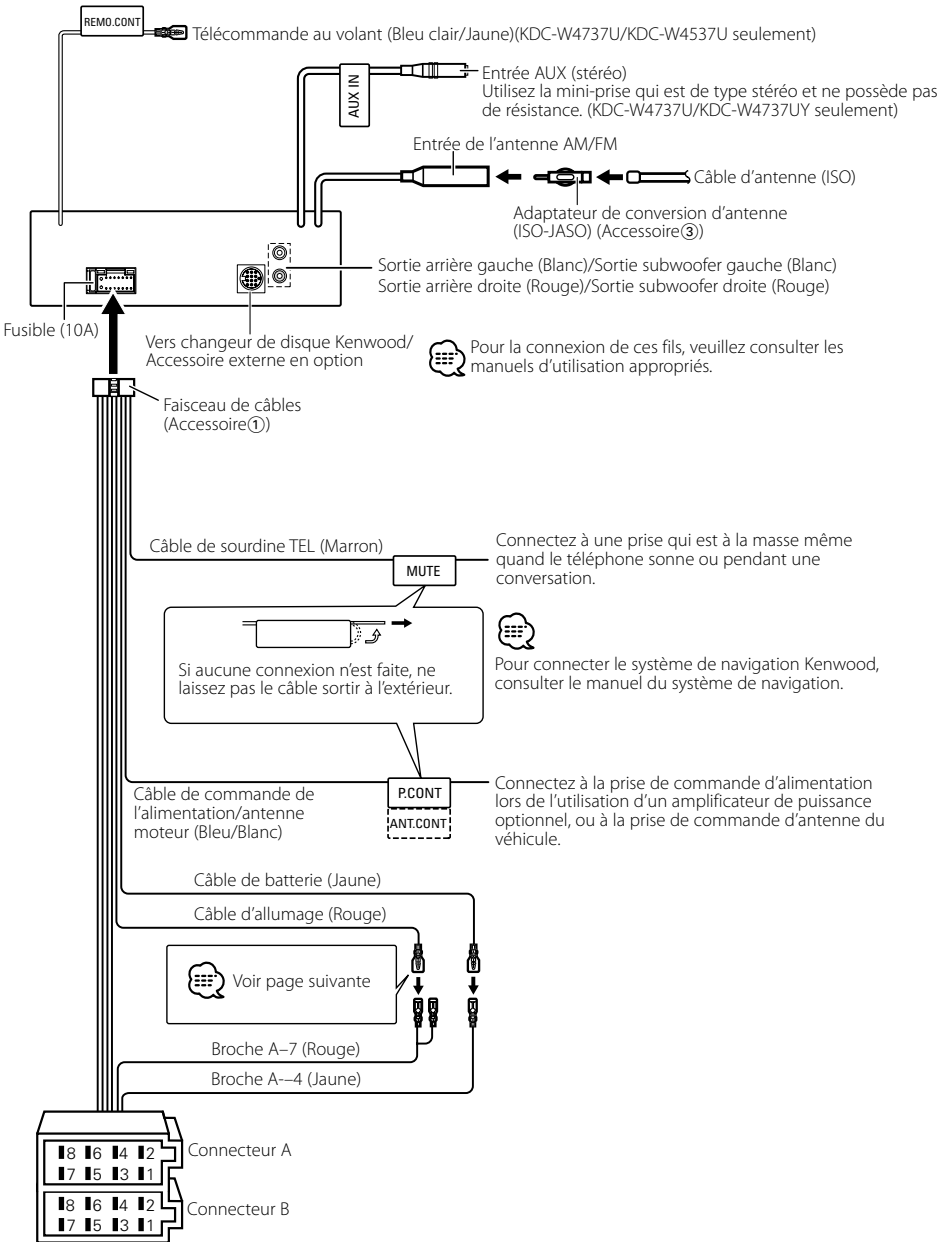 REMO.CONT
Télécommande au volant (Bleu clair/Jaune)(KDC-W4737U/KDC-W4537U seulement)
AUX IN
Entrée AUX (stéréo)
Utilisez la mini-prise qui est de type stéréo et ne possède pas
de résistance. (KDC-W4737U/KDC-W4737UY seulement)
Entrée de l’antenne AM/FM
Câble d’antenne (ISO)
Adaptateur de conversion d’antenne
(ISO-JASO) (Accessoire③)
Sortie arrière gauche (Blanc)/Sortie subwoofer gauche (Blanc)
Sortie arrière droite (Rouge)/Sortie subwoofer droite (Rouge)
Fusible (10A)
Vers changeur de disque Kenwood/
Accessoire externe en option
Pour la connexion de ces fils, veuillez consulter les
manuels d’utilisation appropriés.
Faisceau de câbles
(Accessoire①)
Câble de sourdine TEL (Marron)
MUTE
Connectez à une prise qui est à la masse même
quand le téléphone sonne ou pendant une
conversation.
Si aucune connexion n’est faite, ne
laissez pas le câble sortir à l’extérieur.
Pour connecter le système de navigation Kenwood,
consulter le manuel du système de navigation.
Câble de commande de
l’alimentation/antenne
moteur (Bleu/Blanc)
P.CONT
ANT.CONT
Connectez à la prise de commande d’alimentation
lors de l’utilisation d’un amplificateur de puissance
optionnel, ou à la prise de commande d’antenne du
véhicule.
Câble de batterie (Jaune)
Câble d’allumage (Rouge)
Voir page suivante
Broche A–7 (Rouge)
Broche A-–4 (Jaune)
8 6 4 2
7 5 3 1
Connecteur A
8 6 4 2
7 5 3 1
Connecteur B